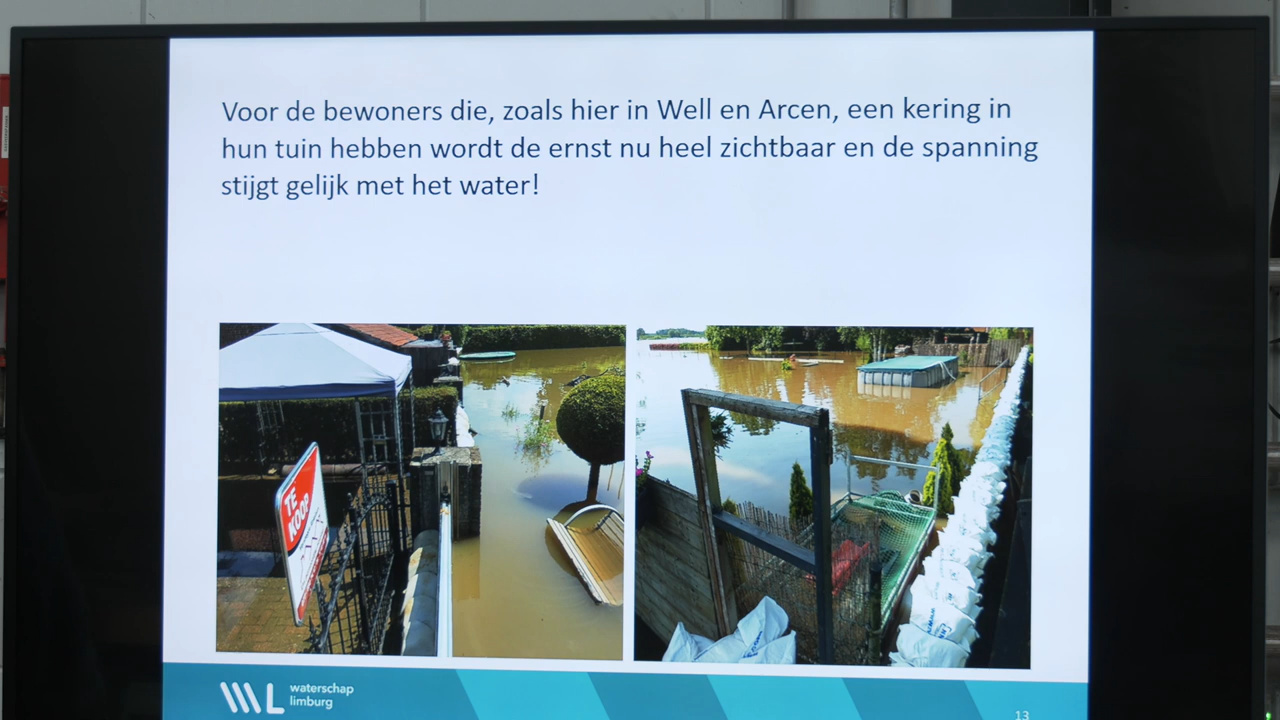 Voor de bewoners die, zoals hier in Well en Arcen, een kering in
hun tuin hebben wordt de ernst nu heel zichtbaar en de spanning
stijgt gelijk met het water!
TE
KOOP
waterschap
limburg
13